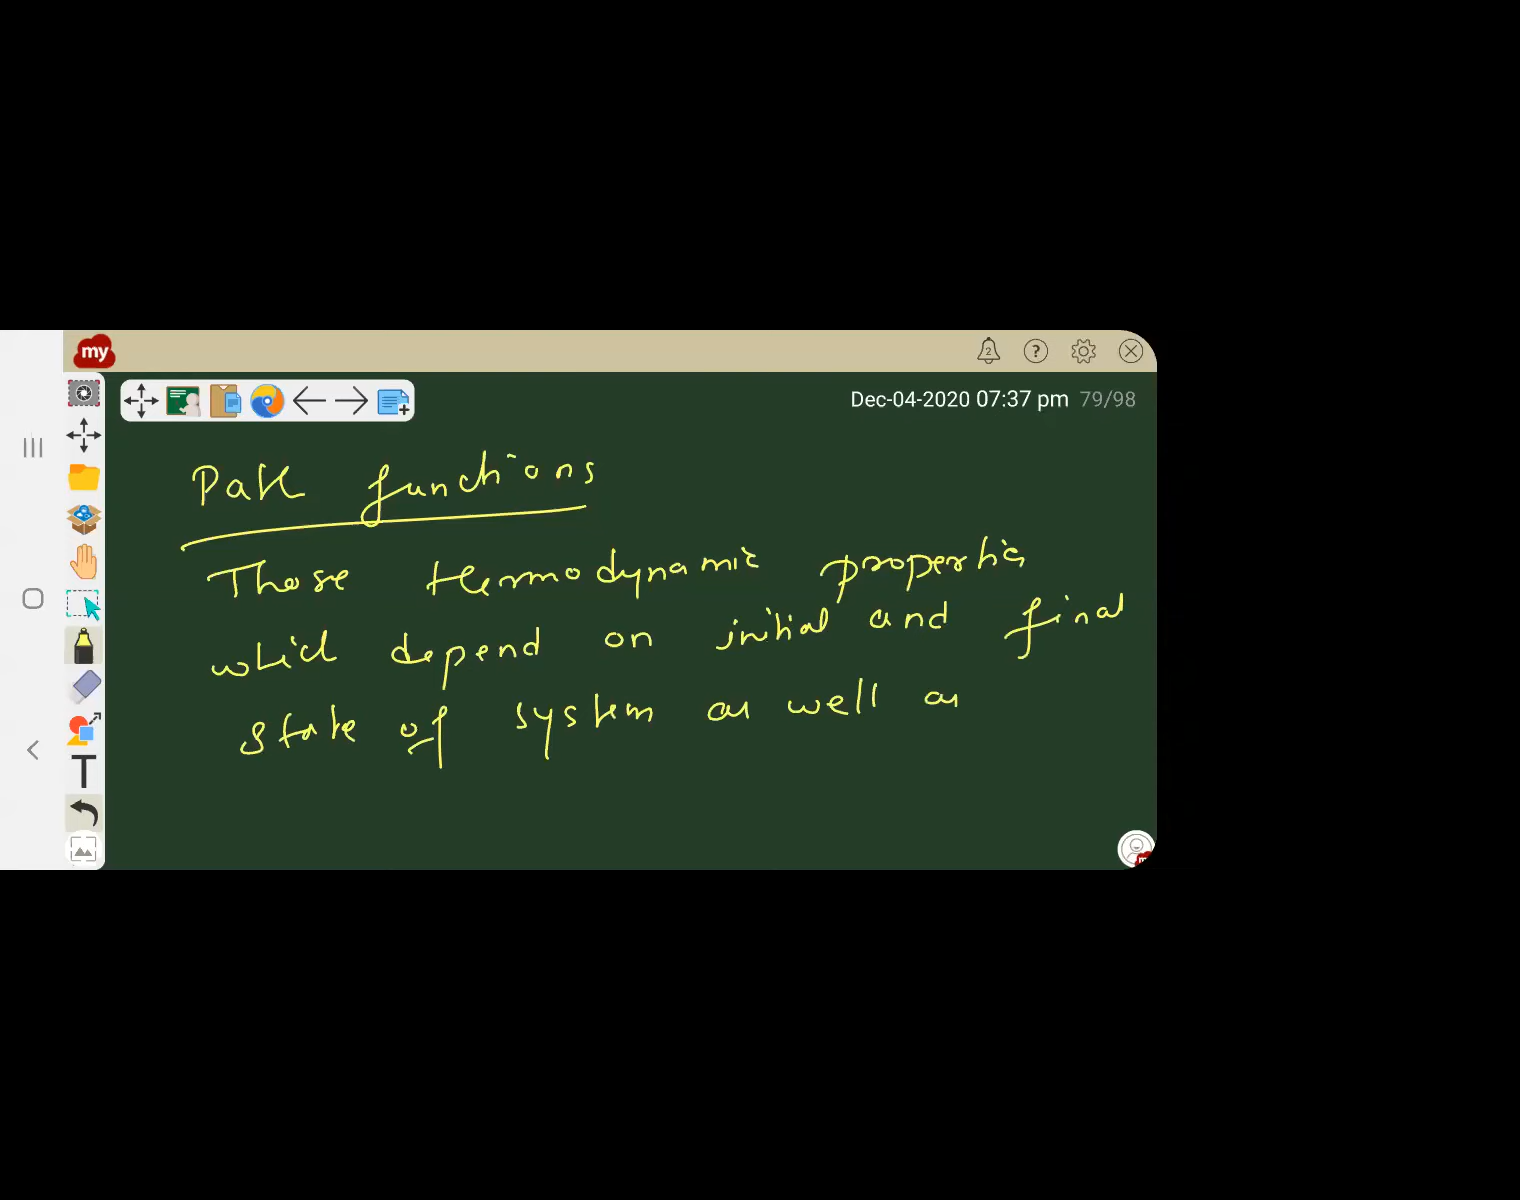 my
2
?
Dec-04-2020 07:37 pm 79/98
Path functions
Those thermodynamic properties
which depend on initial and final
state of system as well as
T